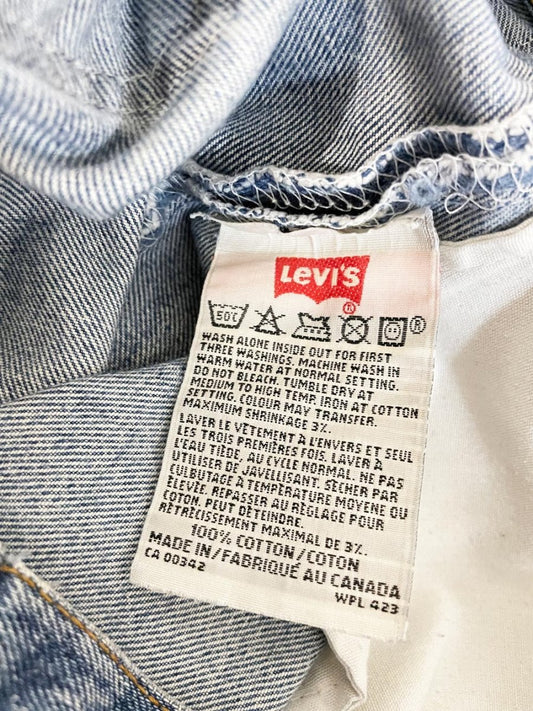 LEVI'S
®
50°C ®
WASH ALONE INSIDE OUT FOR FIRST
THREE WASHINGS. MACHINE WASH IN
WARM WATER AT NORMAL SETTING.
DO NOT BLEACH. TUMBLE DRY AT
MEDIUM TO HIGH TEMP. IRON AT COTTON
SETTING. COLOUR MAY TRANSFER.
MAXIMUM SHRINKAGE 3%.
LAVER LE VÊTEMENT À L'ENVERS ET SEUL
LES TROIS PREMIÈRES FOIS. LAVER À
L'EAU TIÈDE, AU CYCLE NORMAL. NE PAS
UTILISER DE JAVELLISANT. SÉCHER PAR
CULBUTAGE À TEMPÉRATURE MOYENNE OU
ÉLEVÉE. REPASSER AU RÉGLAGE POUR
COTON. PEUT DÉTEINDRE.
RÉTRÉCISSEMENT MAXIMAL DE 3%.
100% COTTON/COTON
MADE IN/FABRIQUÉ AU CANADA
CA 00342
WPL 423